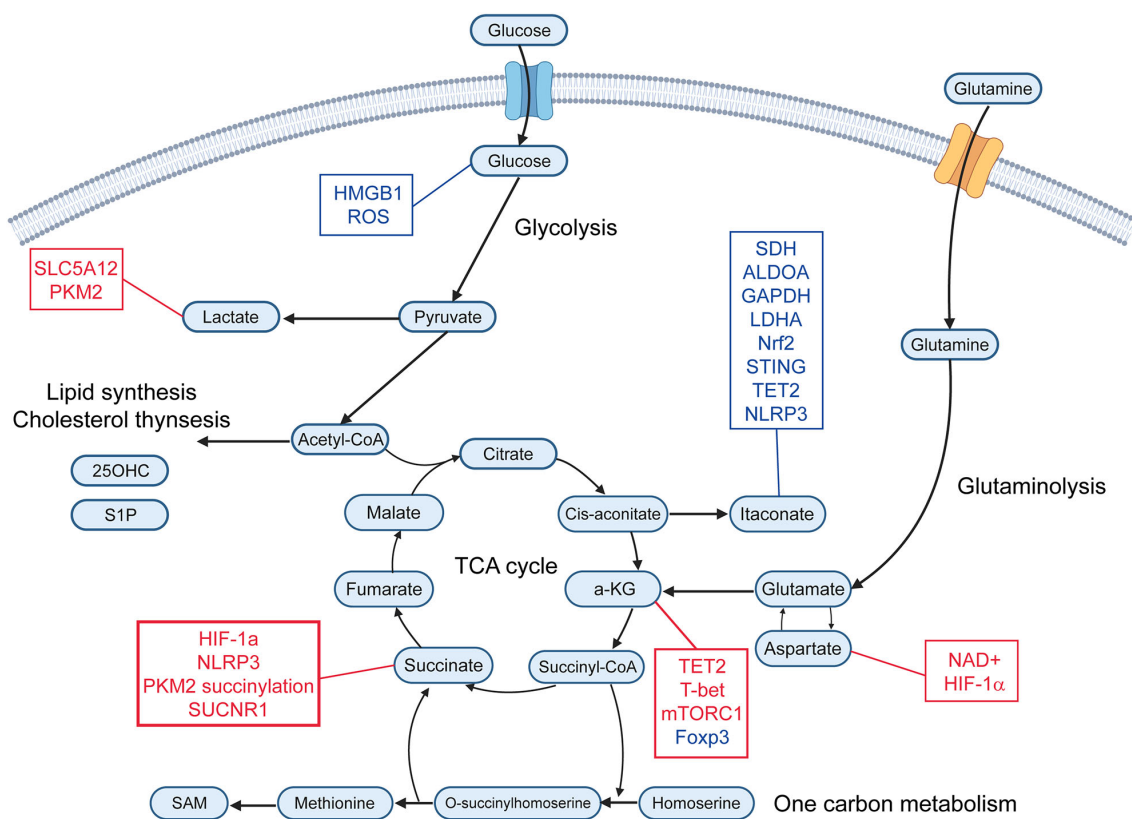 Glucose
Glutamine
Glucose
HMGB1
ROS
Glycolysis
SLC5A12
PKM2
SDH
ALDOA
GAPDH
LDHA
Nrf2
STING
TET2
NLRP3
Lactate
Pyruvate
Glutamine
Lipid synthesis
Cholesterol thynsesis
Acetyl-CoA
Citrate
25OHC
S1P
Glutaminolysis
Malate
Cis-aconitate
Itaconate
TCA cycle
Fumarate
a-KG
Glutamate
Aspartate
HIF-1a
NLRP3
PKM2 succinylation
SUCNR1
Succinate
Succinyl-CoA
TET2
T-bet
mTORC1
Foxp3
NAD+
HIF-1α
SAM
Methionine
O-succinylhomoserine
Homoserine
One carbon metabolism